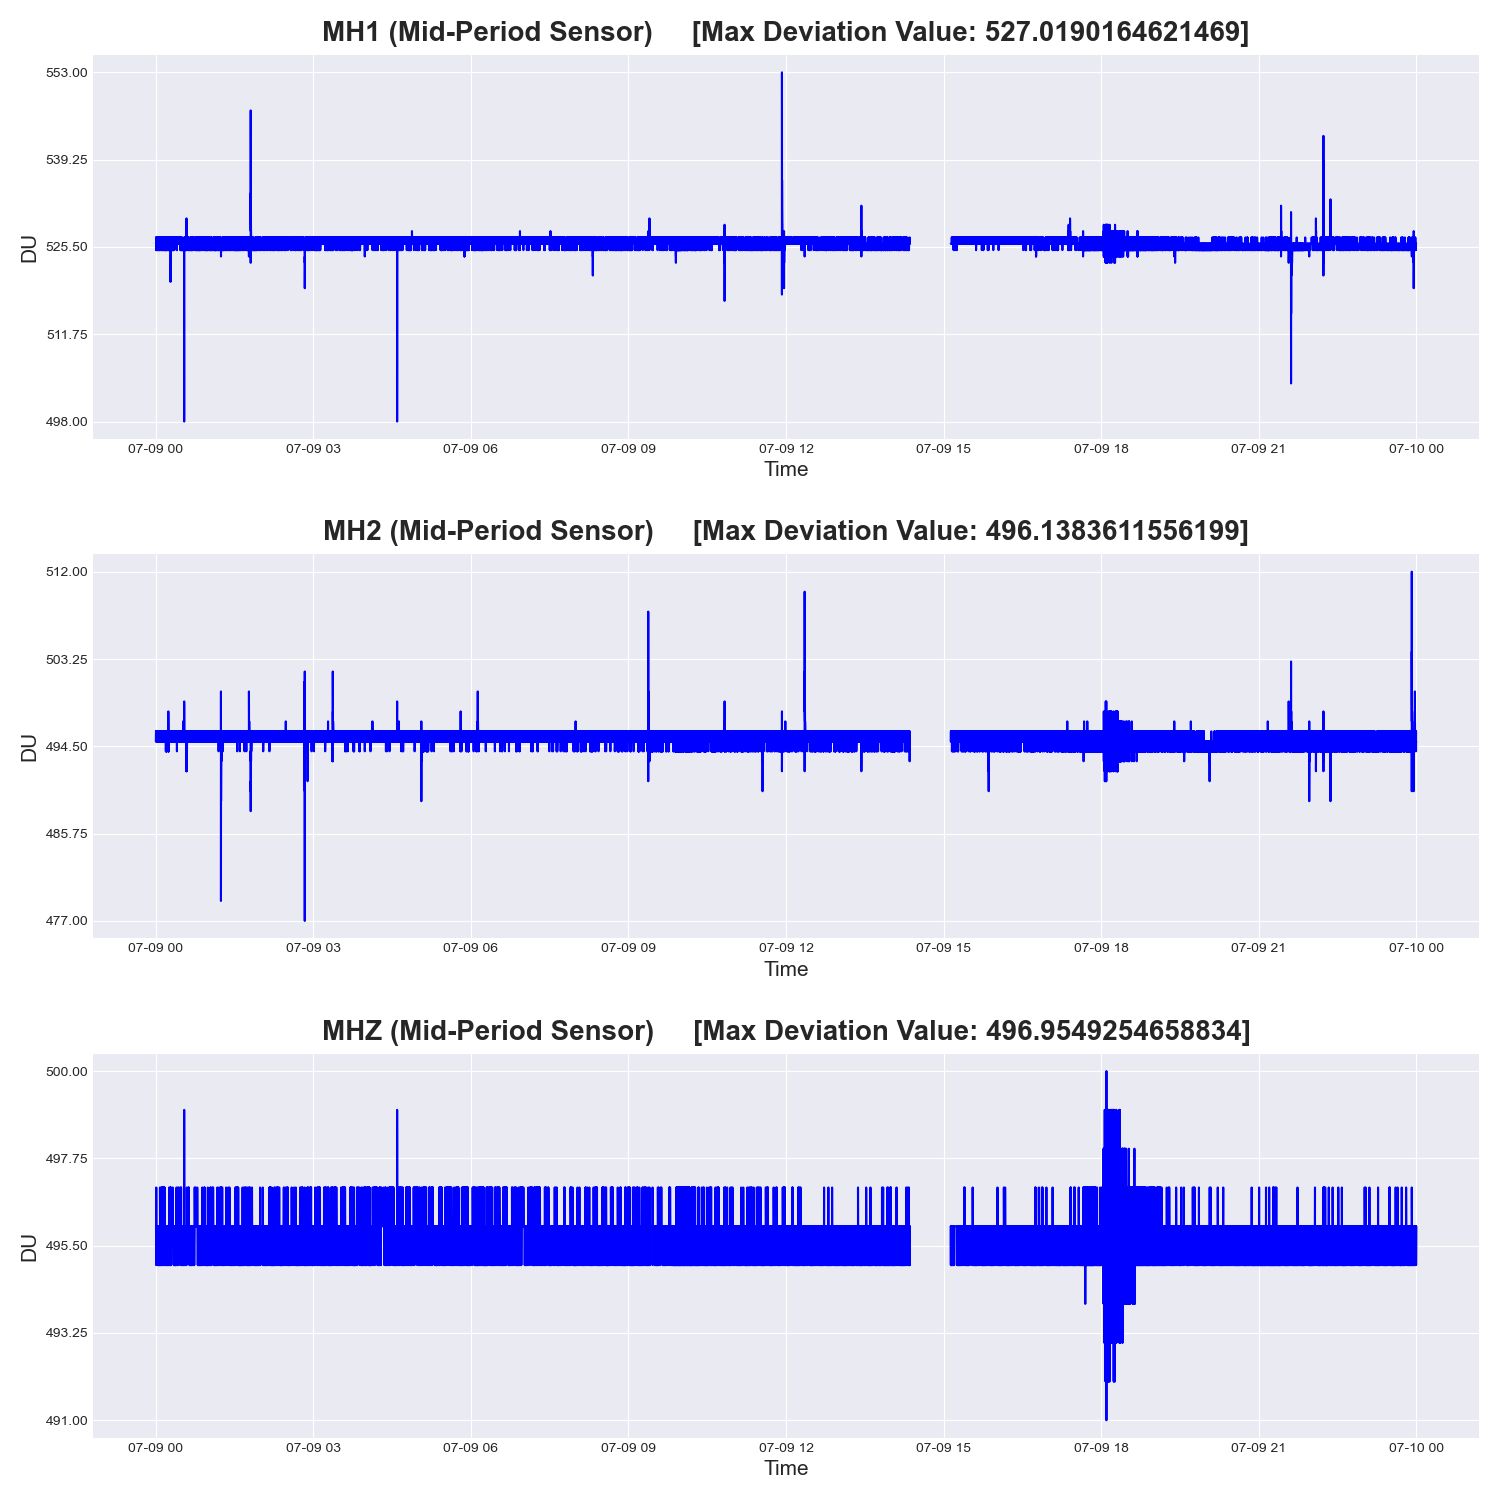 MH1 (Mid-Period Sensor) [Max Deviation Value: 527.0190164621469]
553.00
539.25
525.50
511.75
498.00
DU
07-09 00 07-09 03 07-09 06 07-09 09 07-09 12 07-09 15 07-09 18 07-09 21 07-10 00
Time
MH2 (Mid-Period Sensor) [Max Deviation Value: 496.1383611556199]
512.00
503.25
494.50
485.75
477.00
DU
07-09 00 07-09 03 07-09 06 07-09 09 07-09 12 07-09 15 07-09 18 07-09 21 07-10 00
Time
MHZ (Mid-Period Sensor) [Max Deviation Value: 496.9549254658834]
500.00
497.75
495.50
493.25
491.00
DU
07-09 00 07-09 03 07-09 06 07-09 09 07-09 12 07-09 15 07-09 18 07-09 21 07-10 00
Time